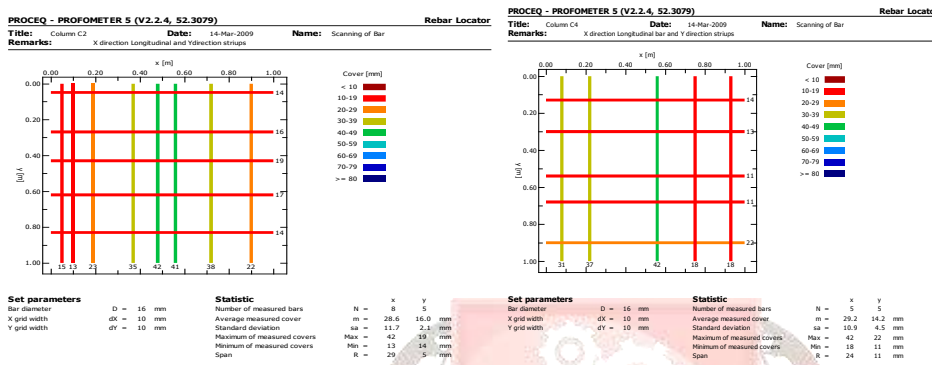 PROCEQ - PROFOMETER 5 (V2.2.4, 52.3079) Rebar Locator
Title: Column C2 Date: 14-Mar-2009 Name: Scanning of Bar
Remarks: X direction Longitudinal and Ydirection striups
x [m]
0.00 0.20 0.40 0.60 0.80 1.00
y [m]
0.00
0.20
0.40
0.60
0.80
1.00
14
16
19
17
14
15 13 23 35 42 41 38 22
Cover [mm]
< 10
10-19
20-29
30-39
40-49
50-59
60-69
70-79
>= 80
Set parameters
Bar diameter D = 16 mm
X grid width dX = 10 mm
Y grid width dY = 10 mm
Statistic x y
Number of measured bars N = 8 5
Average measured cover m = 28.6 16.0 mm
Standard deviation sa = 11.7 2.1 mm
Maximum of measured covers Max = 42 19 mm
Minimum of measured covers Min = 13 14 mm
Span R = 29 5 mm
PROCEQ - PROFOMETER 5 (V2.2.4, 52.3079) Rebar Locato
Title: Column C4 Date: 14-Mar-2009 Name: Scanning of Bar
Remarks: X direction Longitudinal bar and Y direction striups
x [m]
0.00 0.20 0.40 0.60 0.80 1.00
y [m]
0.00
0.20
0.40
0.60
0.80
1.00
14
13
11
11
22
31 37 42 18 18
Cover [mm]
< 10
10-19
20-29
30-39
40-49
50-59
60-69
70-79
>= 80
Set parameters
Bar diameter D = 16 mm
X grid width dX = 10 mm
Y grid width dY = 10 mm
Statistic x y
Number of measured bars N = 5 5
Average measured cover m = 29.2 14.2 mm
Standard deviation sa = 10.9 4.5 mm
Maximum of measured covers Max = 42 22 mm
Minimum of measured covers Min = 18 11 mm
Span R = 24 11 mm